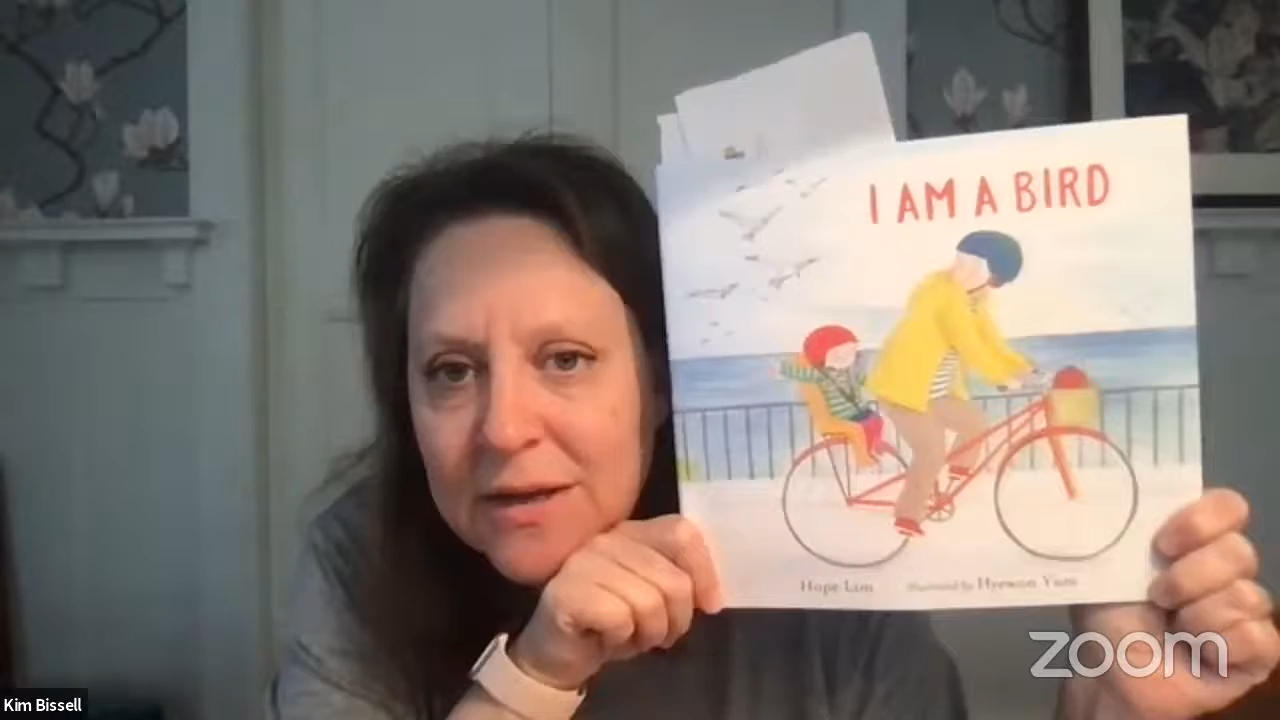 I AM A BIRD
Hope Lim
Illustrated by Hyewon Yum
zoom
Kim Bissell